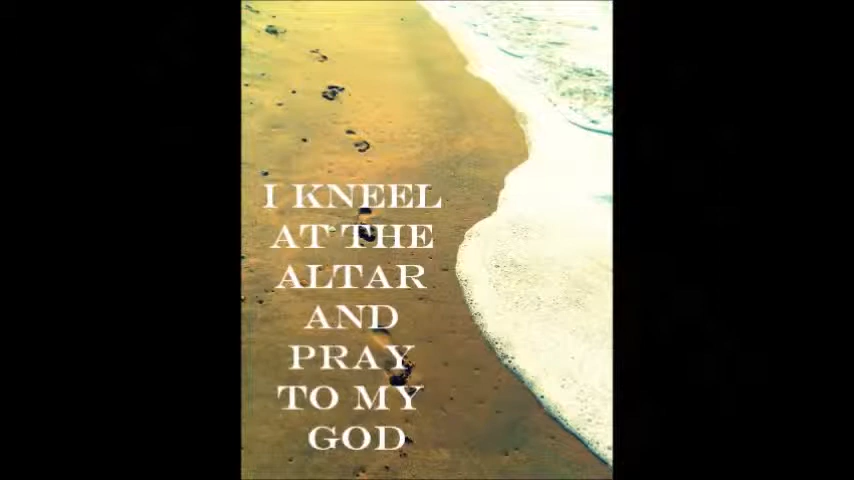 I KNEEL
AT THE
ALTAR
AND
PRAY
TO MY
GOD